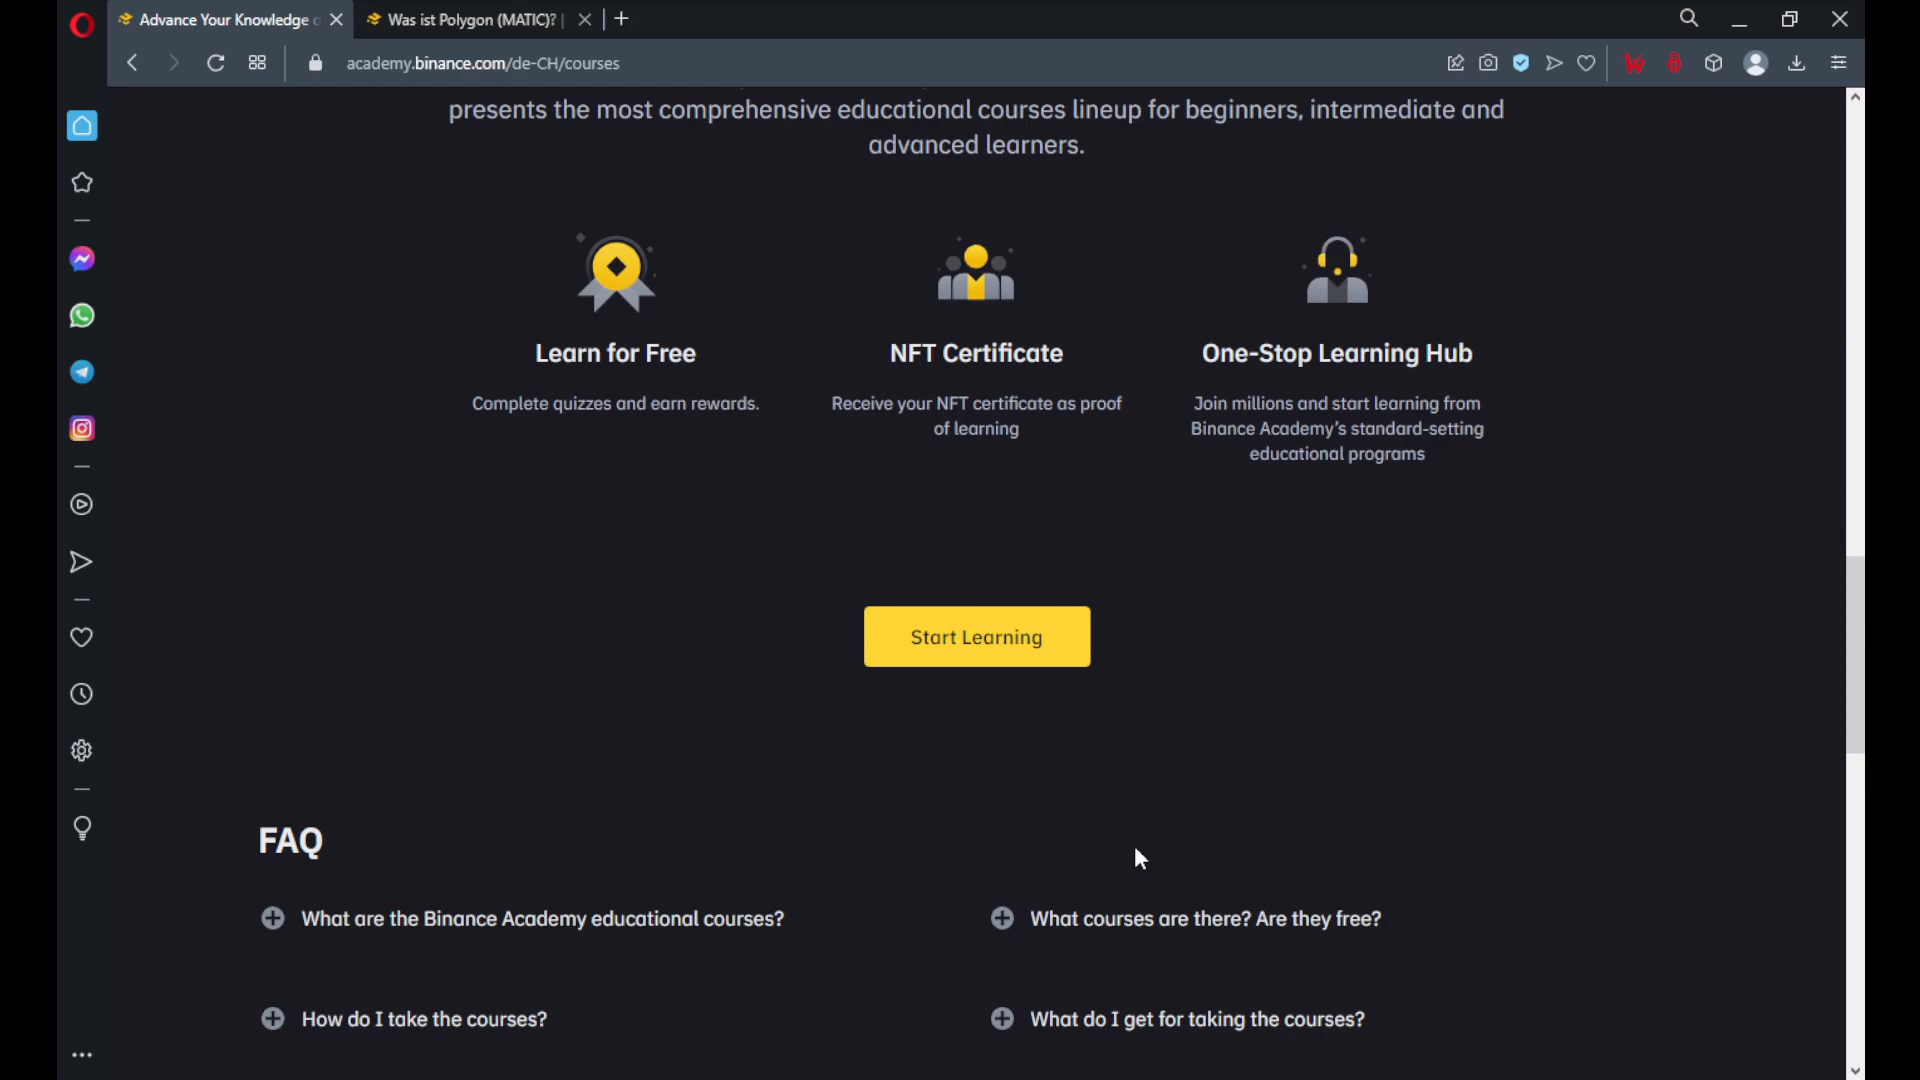 Advance Your Knowledge
Was ist Polygon (MATIC)? |
academy.binance.com/de-CH/courses
presents the most comprehensive educational courses lineup for beginners, intermediate and
advanced learners.
Learn for Free
Complete quizzes and earn rewards.
NFT Certificate
Receive your NFT certificate as proof
of learning
One-Stop Learning Hub
Join millions and start learning from
Binance Academy's standard-setting
educational programs
Start Learning
FAQ
What are the Binance Academy educational courses?
What courses are there? Are they free?
How do I take the courses?
What do I get for taking the courses?